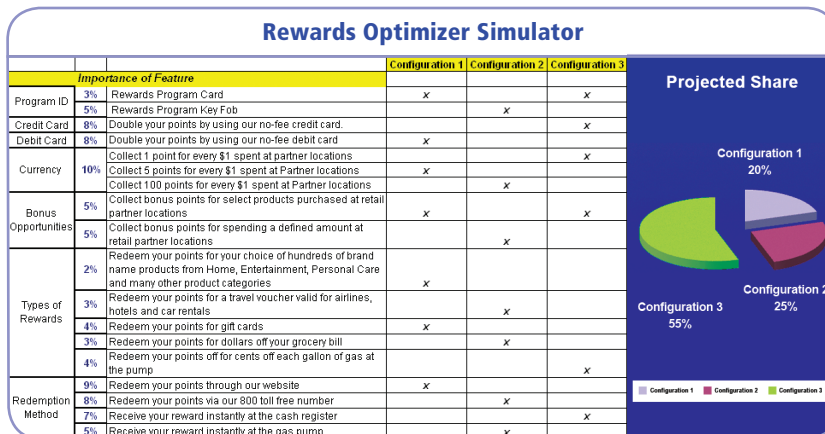 Rewards Optimizer Simulator
Configuration 1 Configuration 2 Configuration 3
Importance of Feature
Program ID
3% Rewards Program Card x x
5% Rewards Program Key Fob x
Credit Card 8% Double your points by using our no-fee credit card. x
Debit Card 8% Double your points by using our no-fee debit card x
Currency 10%
Collect 1 point for every $1 spent at partner locations x
Collect 5 points for every $1 spent at Partner locations x
Collect 100 points for every $1 spent at Partner locations x
Bonus
Opportunities
5% Collect bonus points for select products purchased at retail
partner locations x x
5% Collect bonus points for spending a defined amount at
retail partner locations x
Types of
Rewards
2% Redeem your points for your choice of hundreds of brand
name products from Home, Entertainment, Personal Care
and many other product categories x
3% Redeem your points for a travel voucher valid for airlines,
hotels and car rentals x
4% Redeem your points for gift cards x
3% Redeem your points for dollars off your grocery bill x
4% Redeem your points off for cents off each gallon of gas at
the pump x
Redemption
Method
9% Redeem your points through our website x
8% Redeem your points via our 800 toll free number x
7% Receive your reward instantly at the cash register x
5% Receive your reward instantly at the gas pump x
Projected Share
Configuration 1
20%
Configuration 2
25%
Configuration 3
55%
Configuration 1 Configuration 2 Configuration 3